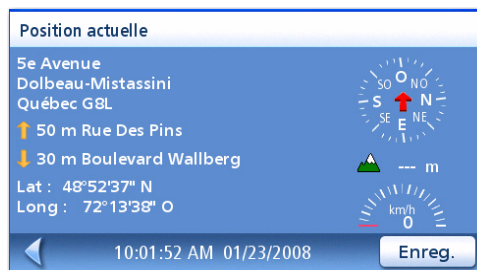 Position actuelle
5e Avenue
Dolbeau-Mistassini
Québec G8L
50 m Rue Des Pins
30 m Boulevard Wallberg
Lat : 48°52'37" N
Long : 72°13'38" O
SO O NO
S N
SE E NE
--- m
km/h
0
10:01:52 AM 01/23/2008
Enreg.